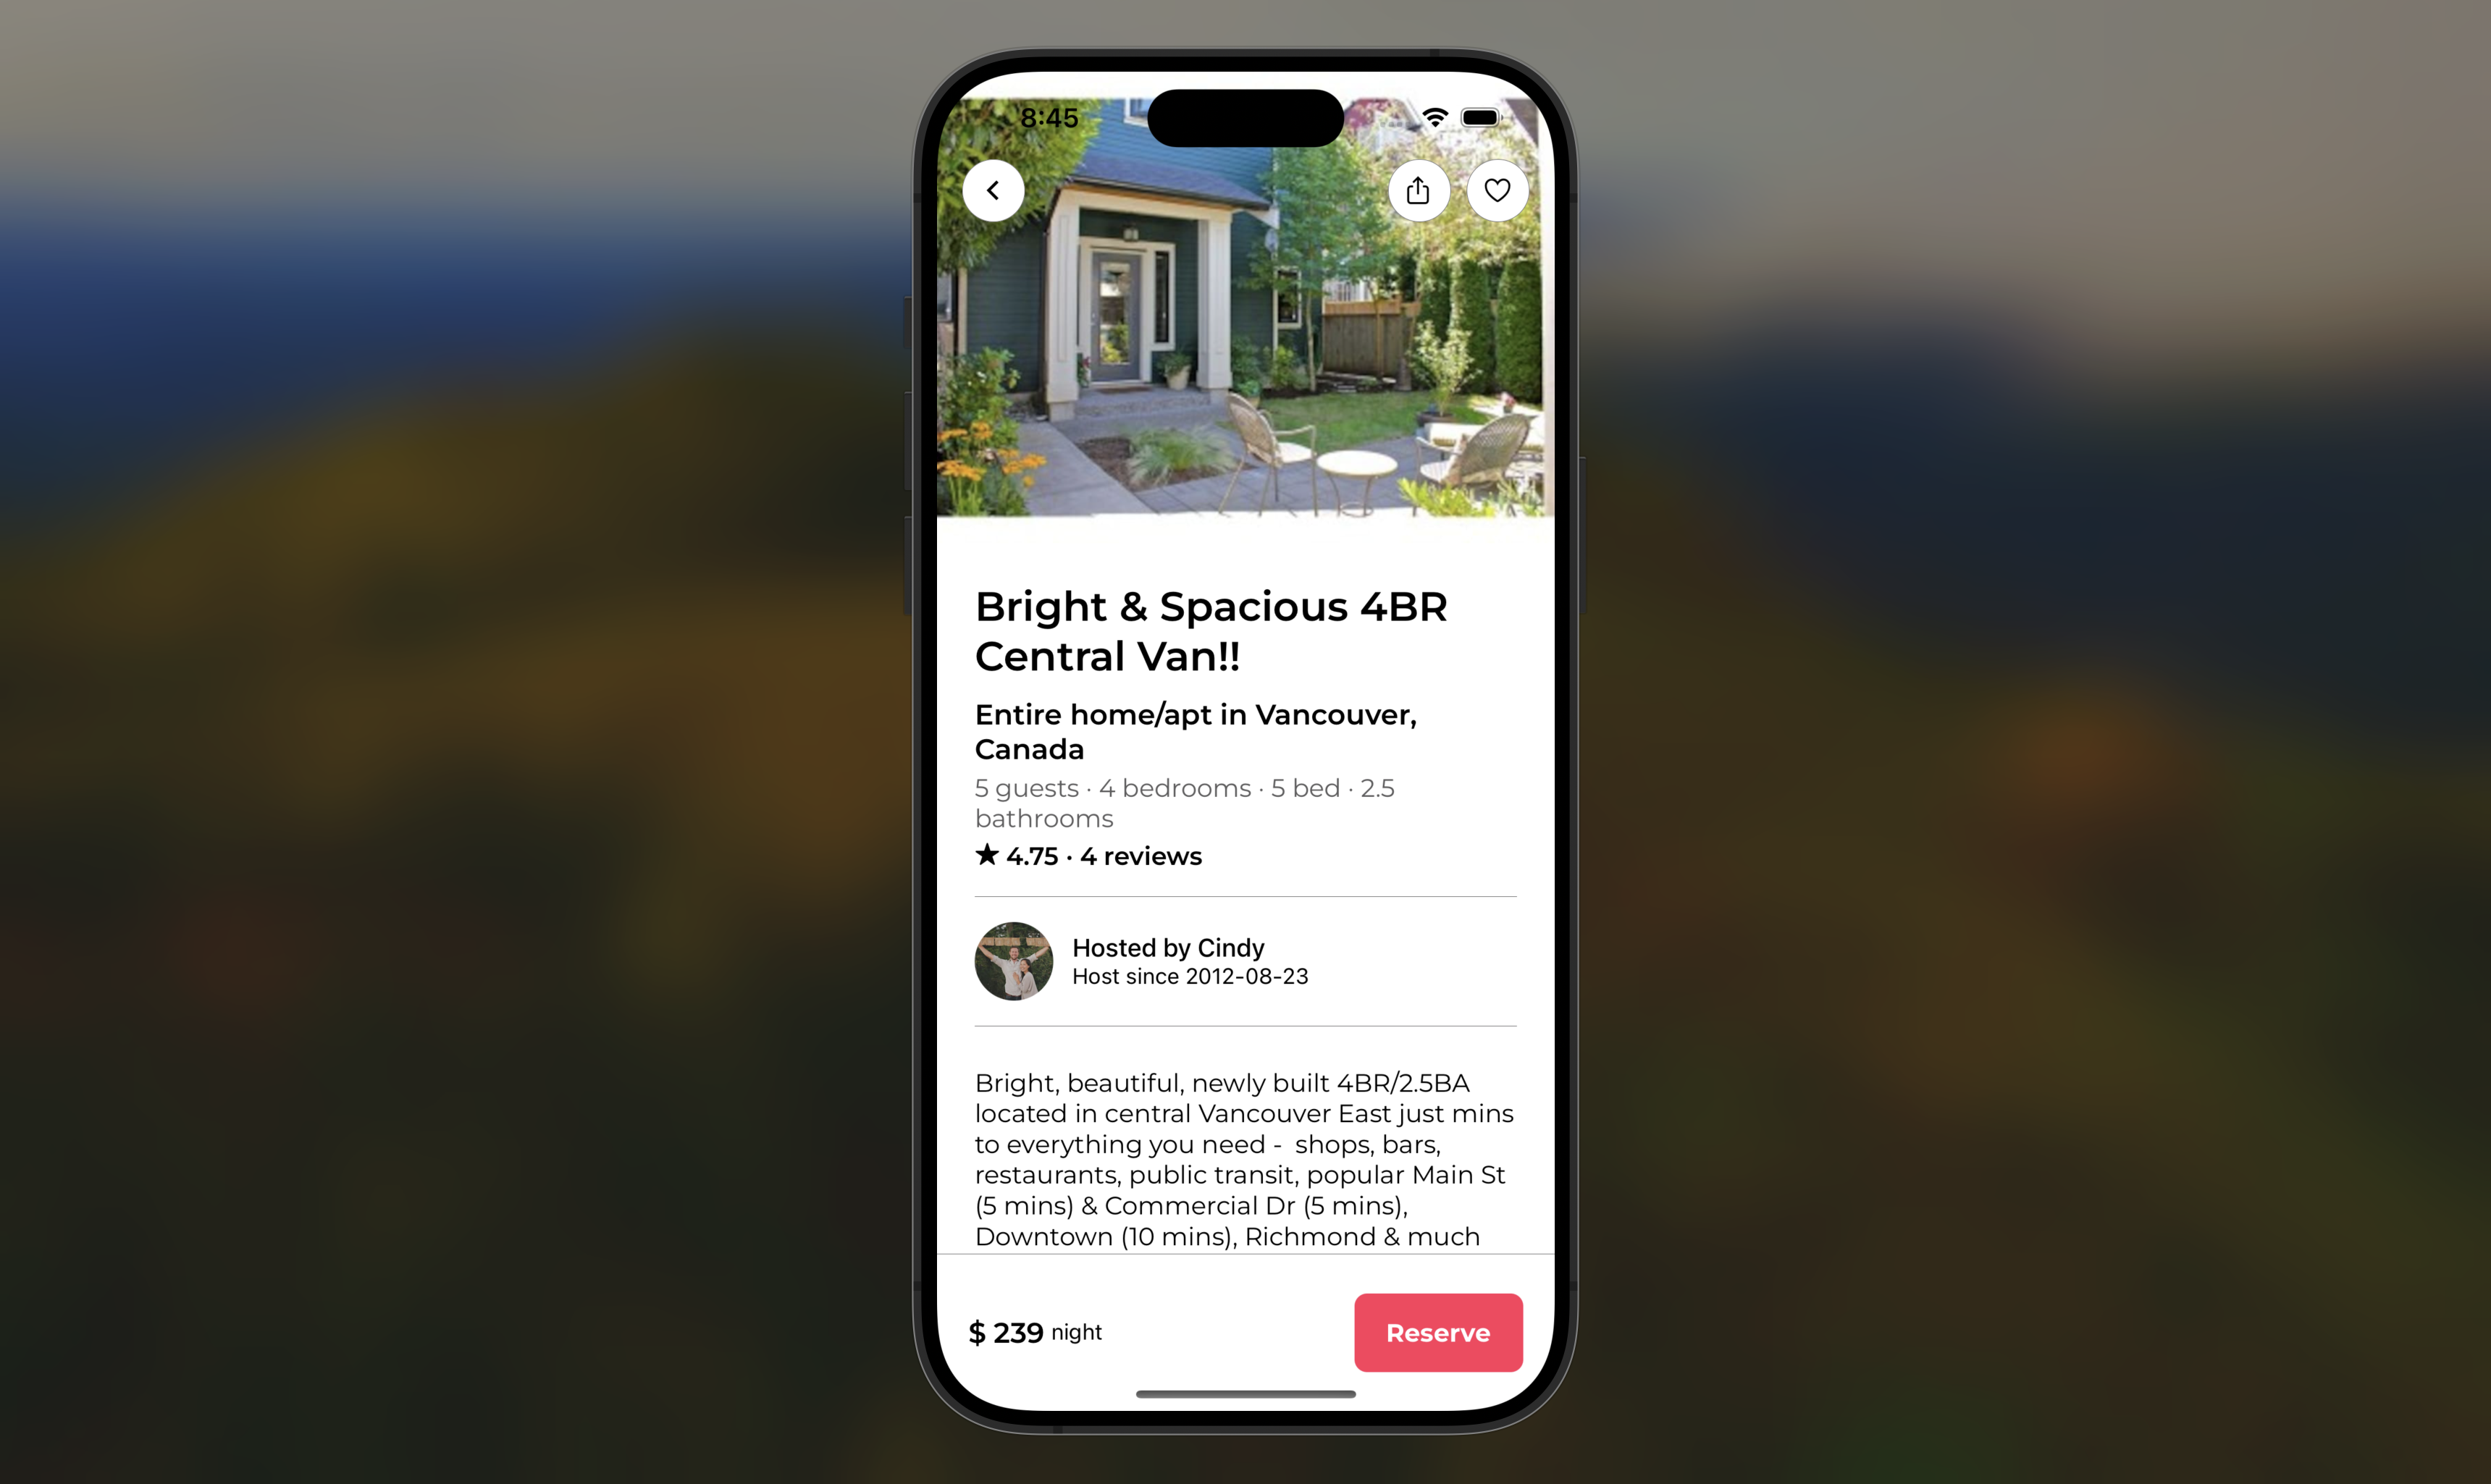 8:45
Bright & Spacious 4BR
Central Van!!
Entire home/apt in Vancouver,
Canada
5 guests · 4 bedrooms · 5 bed · 2.5
bathrooms
★ 4.75 · 4 reviews
Hosted by Cindy
Host since 2012-08-23
Bright, beautiful, newly built 4BR/2.5BA
located in central Vancouver East just mins
to everything you need -  shops, bars,
restaurants, public transit, popular Main St
(5 mins) & Commercial Dr (5 mins),
Downtown (10 mins), Richmond & much
$ 239 night
Reserve